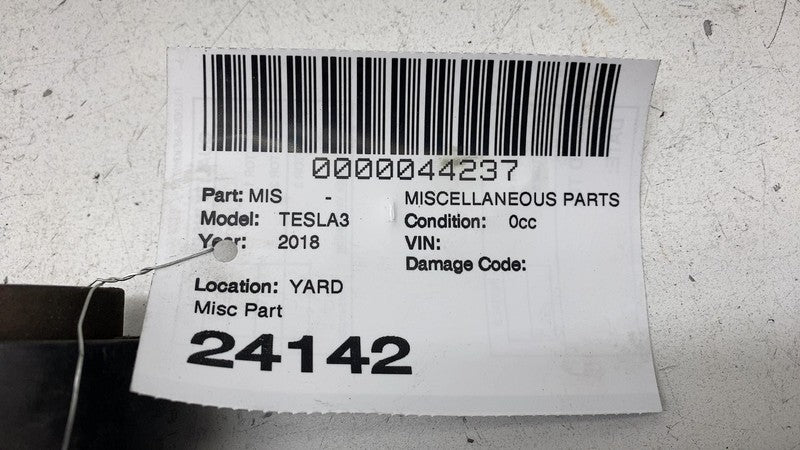 0000044237
Part: MIS - MISCELLANEOUS PARTS
Model: TESLA3 Condition: 0cc
Year: 2018 VIN:
Damage Code:
Location: YARD
Misc Part
24142